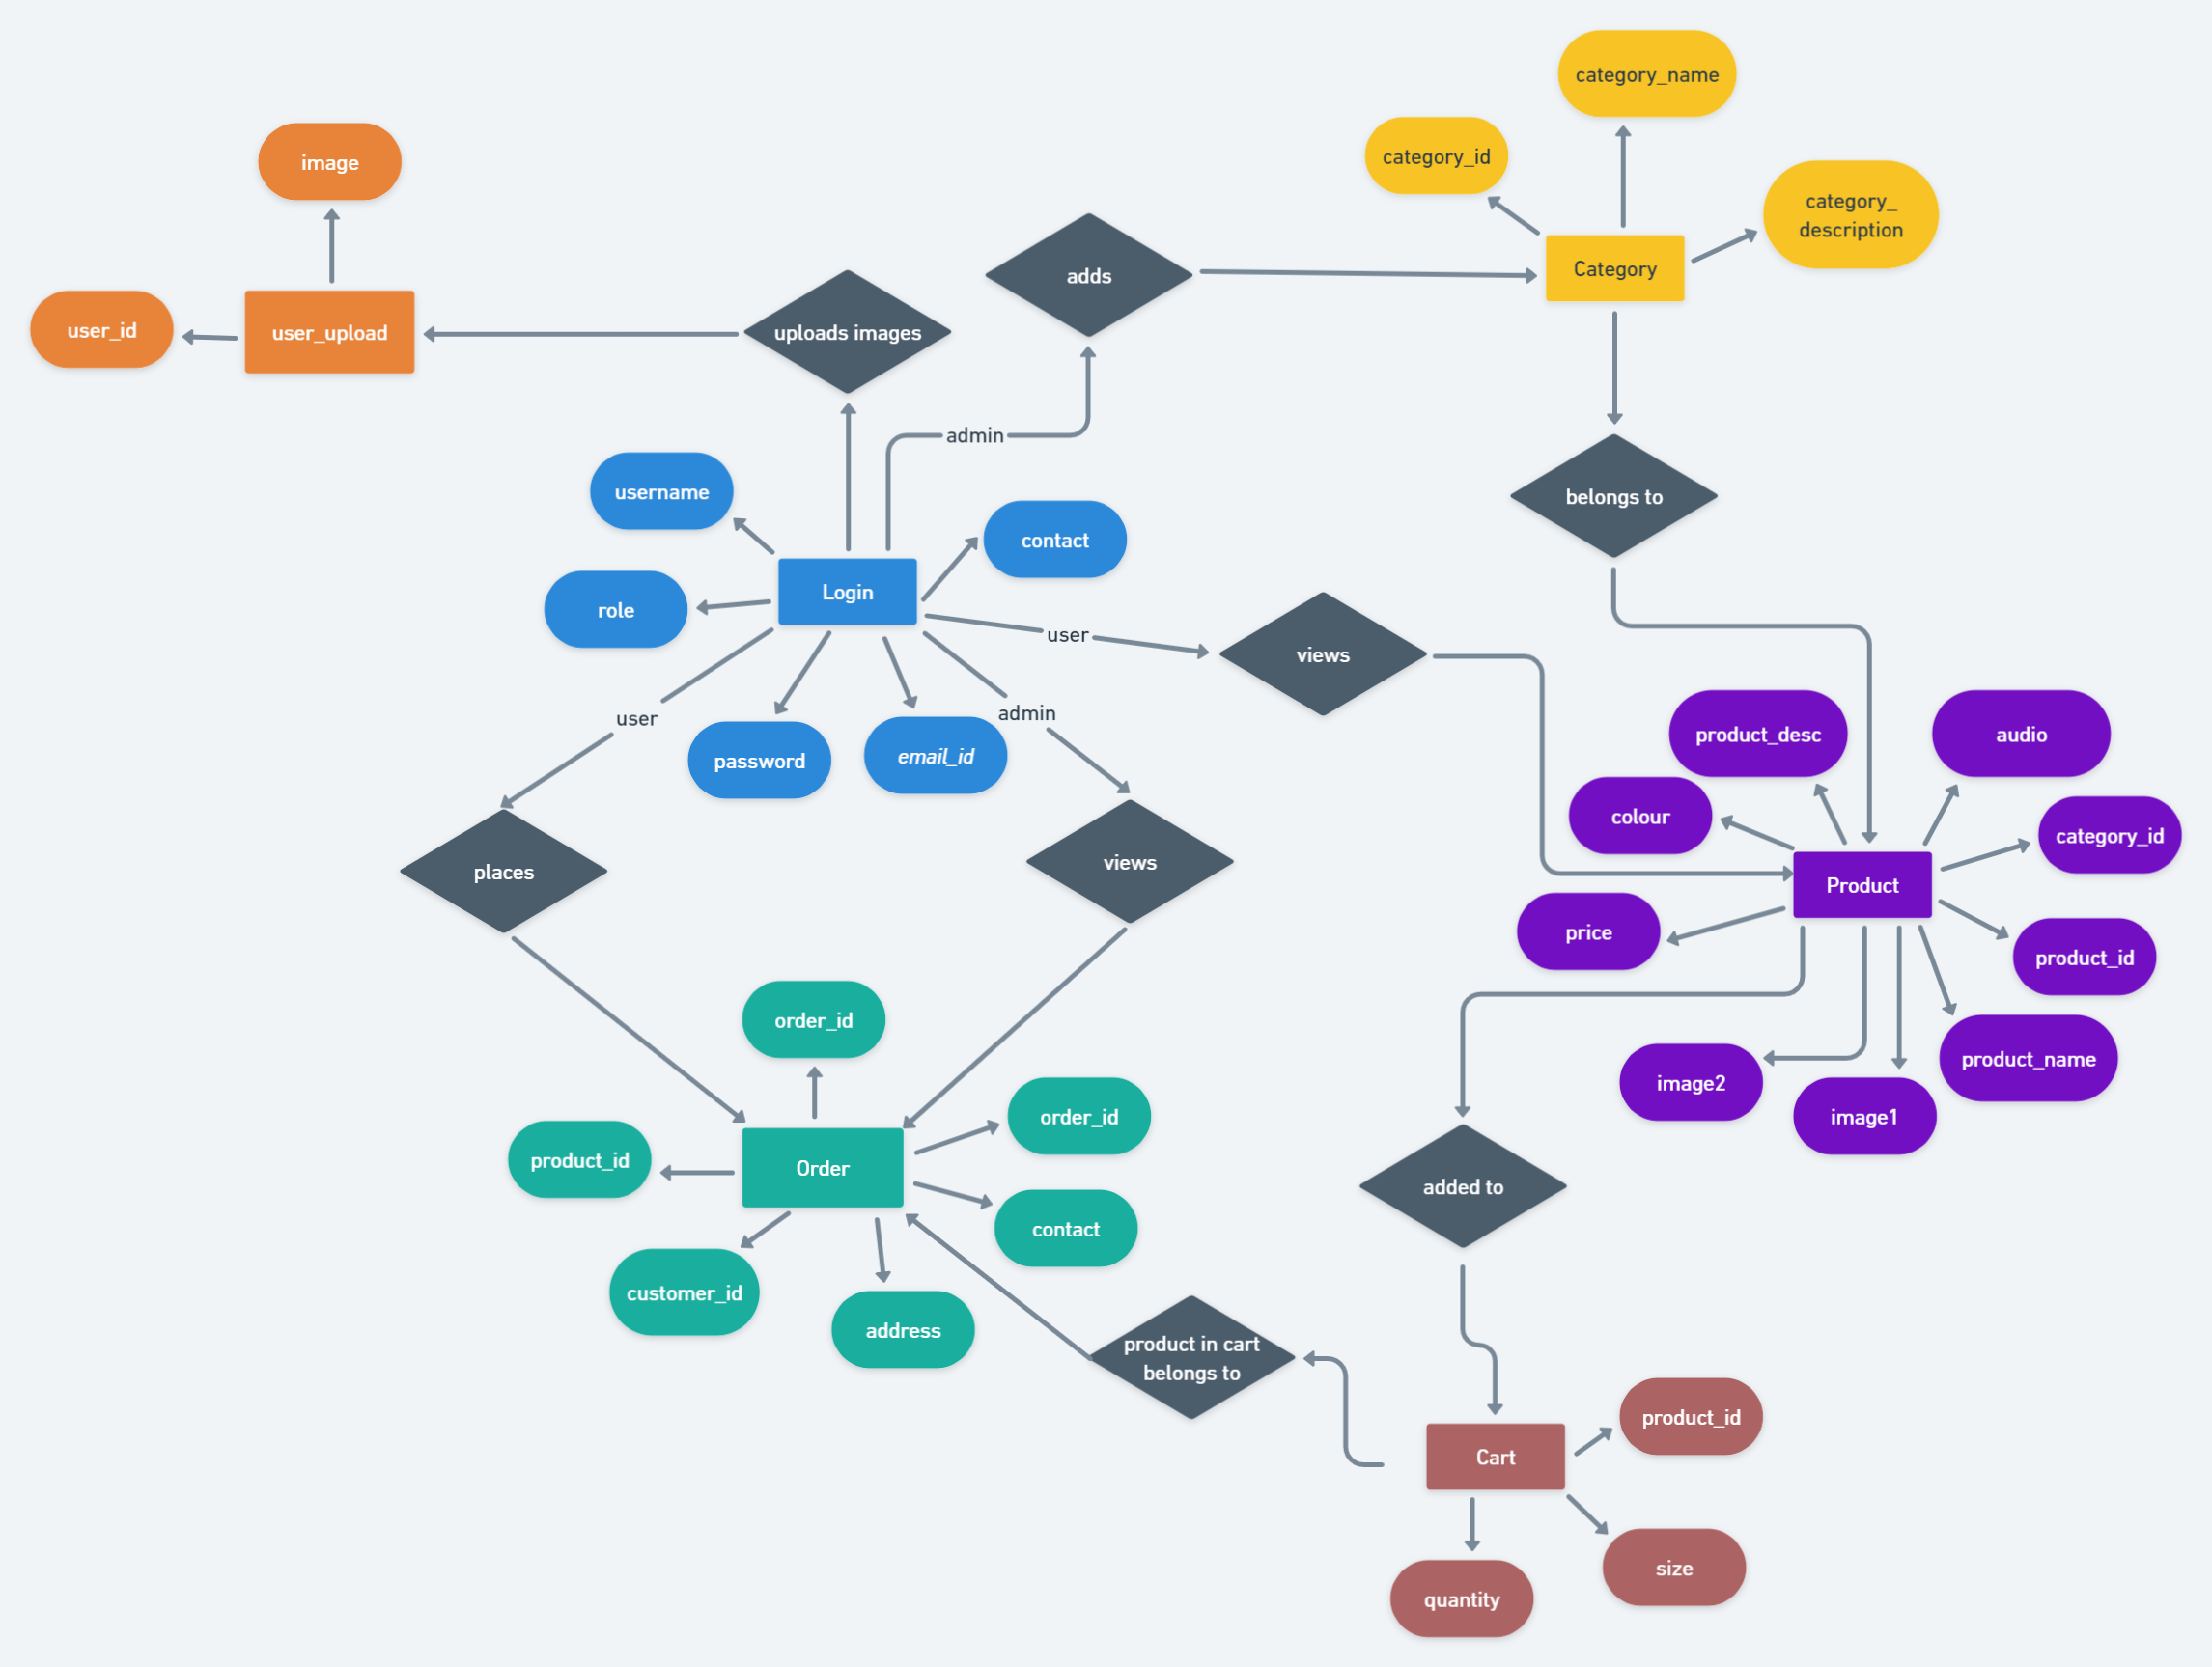 category_name
category_id
image
category_
description
adds
Category
user_id
user_upload
uploads images
admin
username
belongs to
contact
Login
role
user
views
user
admin
product_desc
audio
password
email_id
colour
category_id
places
views
Product
price
product_id
order_id
product_name
image2
order_id
image1
product_id
Order
added to
contact
customer_id
address
product in cart
belongs to
product_id
Cart
size
quantity